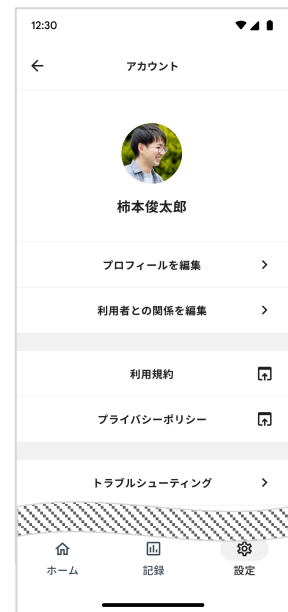 12:30
アカウント
柿本俊太郎
プロフィールを編集
利用者との関係を編集
利用規約
プライバシーポリシー
トラブルシューティング
ホーム
記録
設定